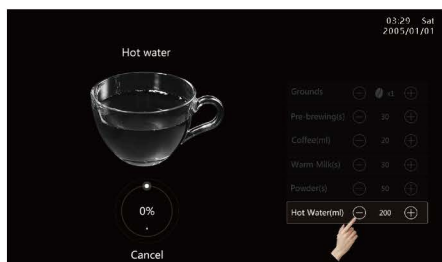 03:29 Sat
2005/01/01
Hot water
Grounds x1
Pre-brewing(s) 30
Coffee(ml) 20
Warm Milk(s) 30
Powder(s) 50
Hot Water(ml) 200
0%
Cancel